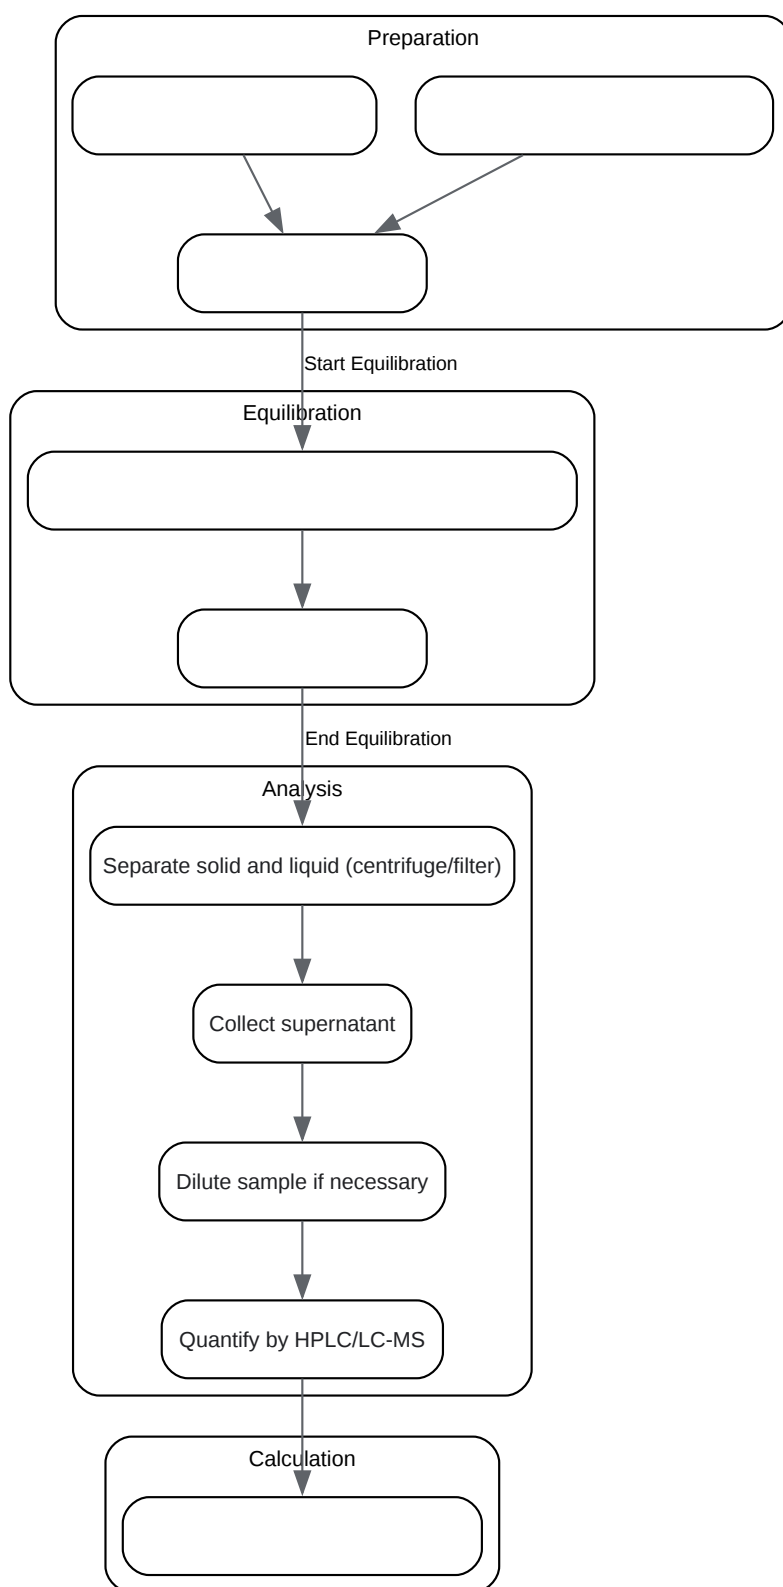 Preparation
Start Equilibration
Equilibration
End Equilibration
Analysis
Separate solid and liquid (centrifuge/filter)
Collect supernatant
Dilute sample if necessary
Quantify by HPLC/LC-MS
Calculation